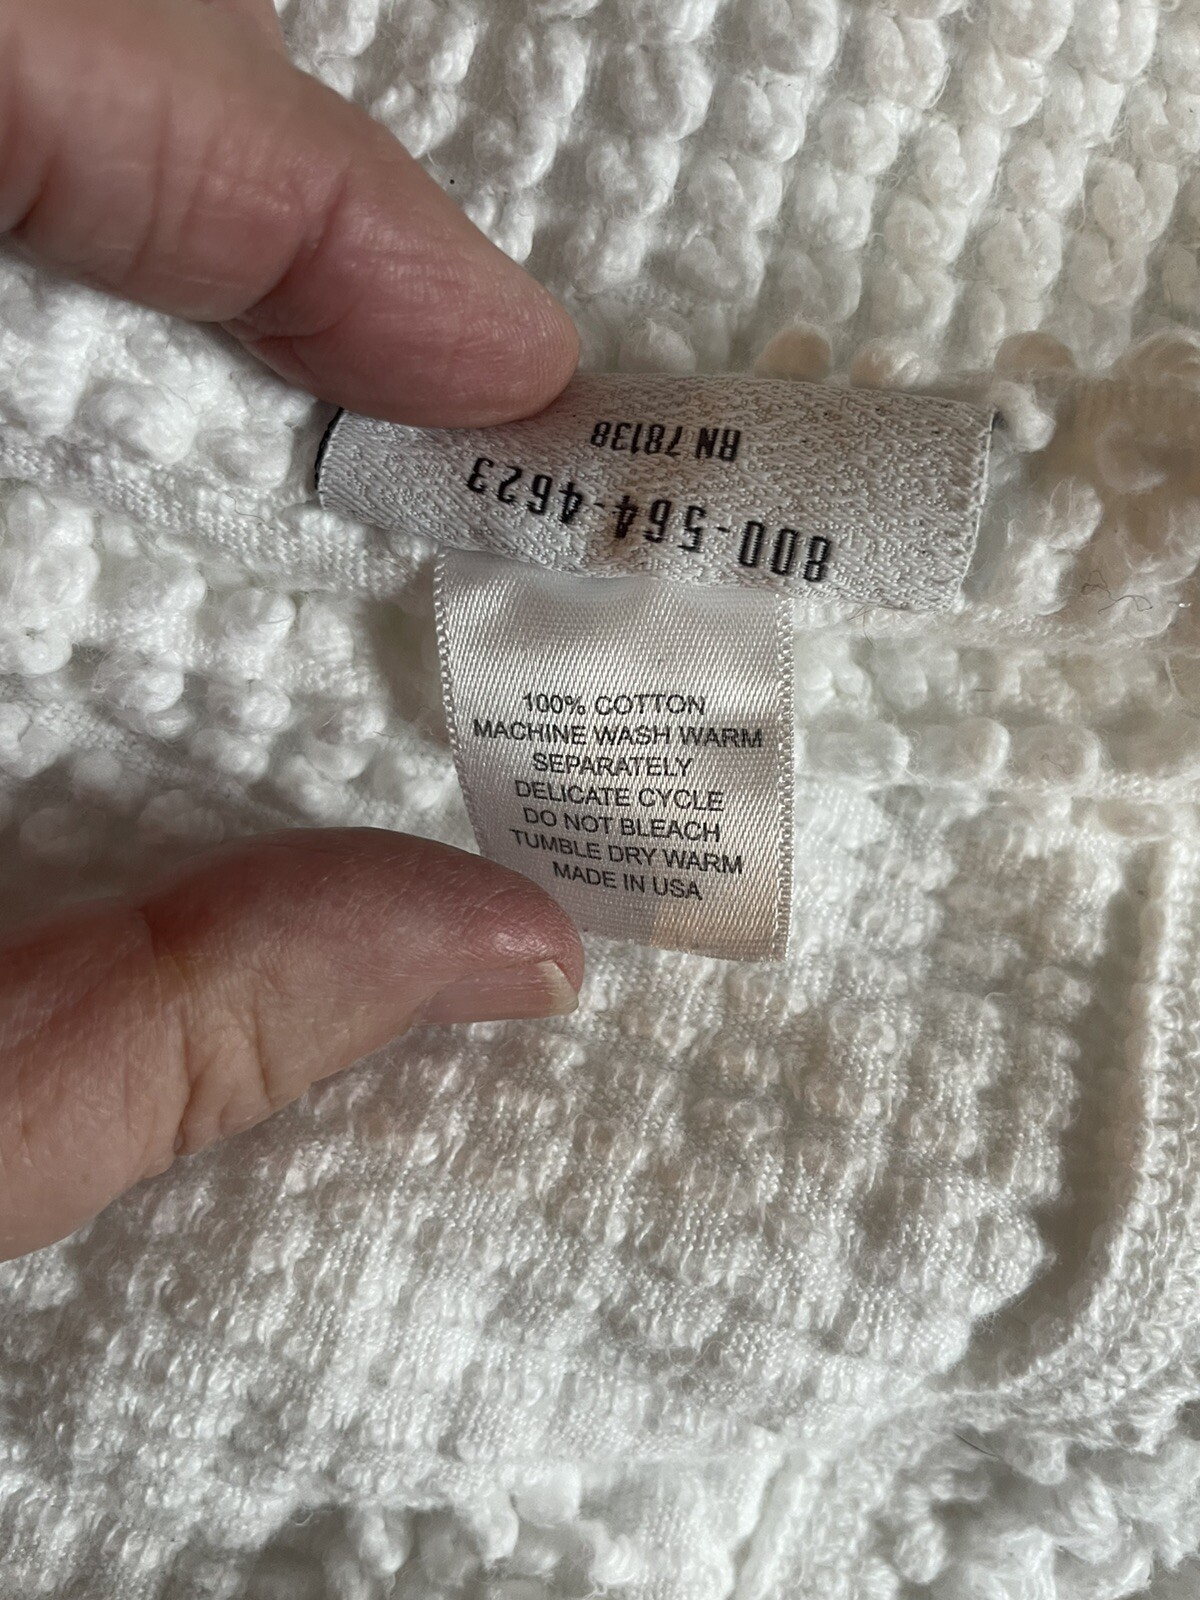 800-564-4623
RN 78138
100% COTTON
MACHINE WASH WARM
SEPARATELY
DELICATE CYCLE
DO NOT BLEACH
TUMBLE DRY WARM
MADE IN USA